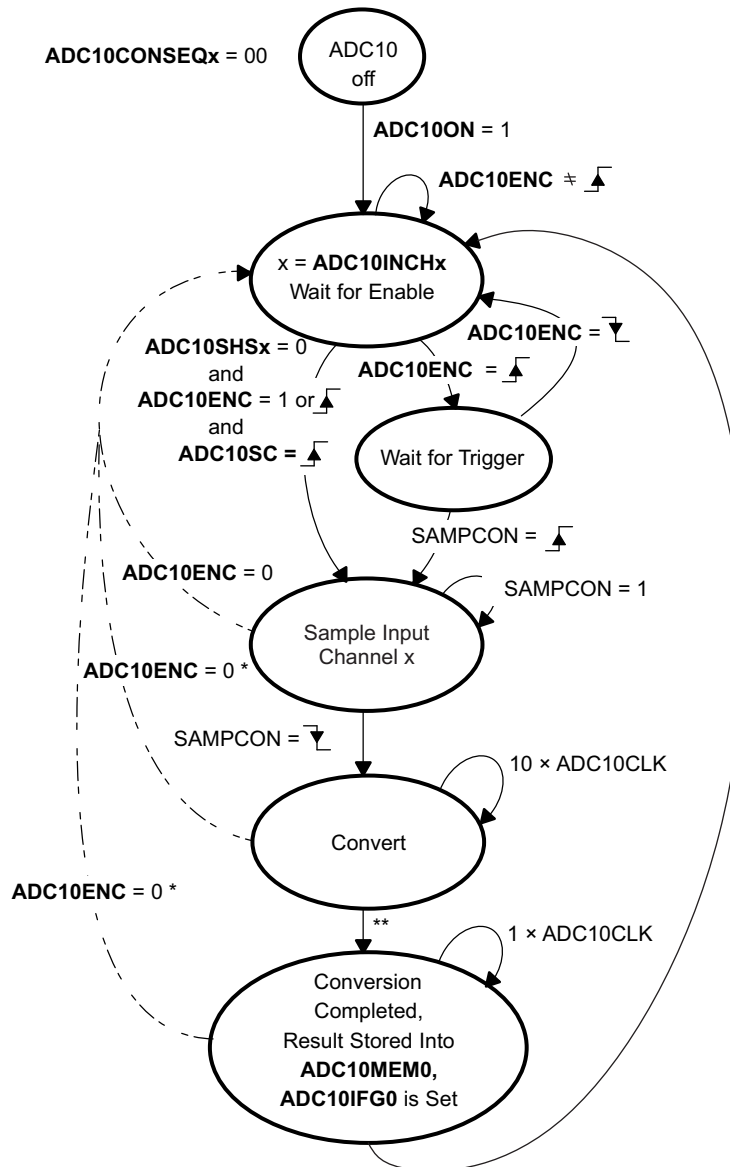 ADC10CONSEQx = 00
ADC10
off
ADC10ON = 1
ADC10ENC ≠
x = ADC10INCHx
Wait for Enable
ADC10SHSx = 0
and
ADC10ENC = 1 or
and
ADC10SC =
ADC10ENC =
ADC10ENC =
Wait for Trigger
SAMPCON =
ADC10ENC = 0
SAMPCON = 1
Sample Input
Channel x
ADC10ENC = 0 *
SAMPCON =
10 × ADC10CLK
Convert
ADC10ENC = 0 *
**
1 × ADC10CLK
Conversion
Completed,
Result Stored Into
ADC10MEM0,
ADC10IFG0 is Set